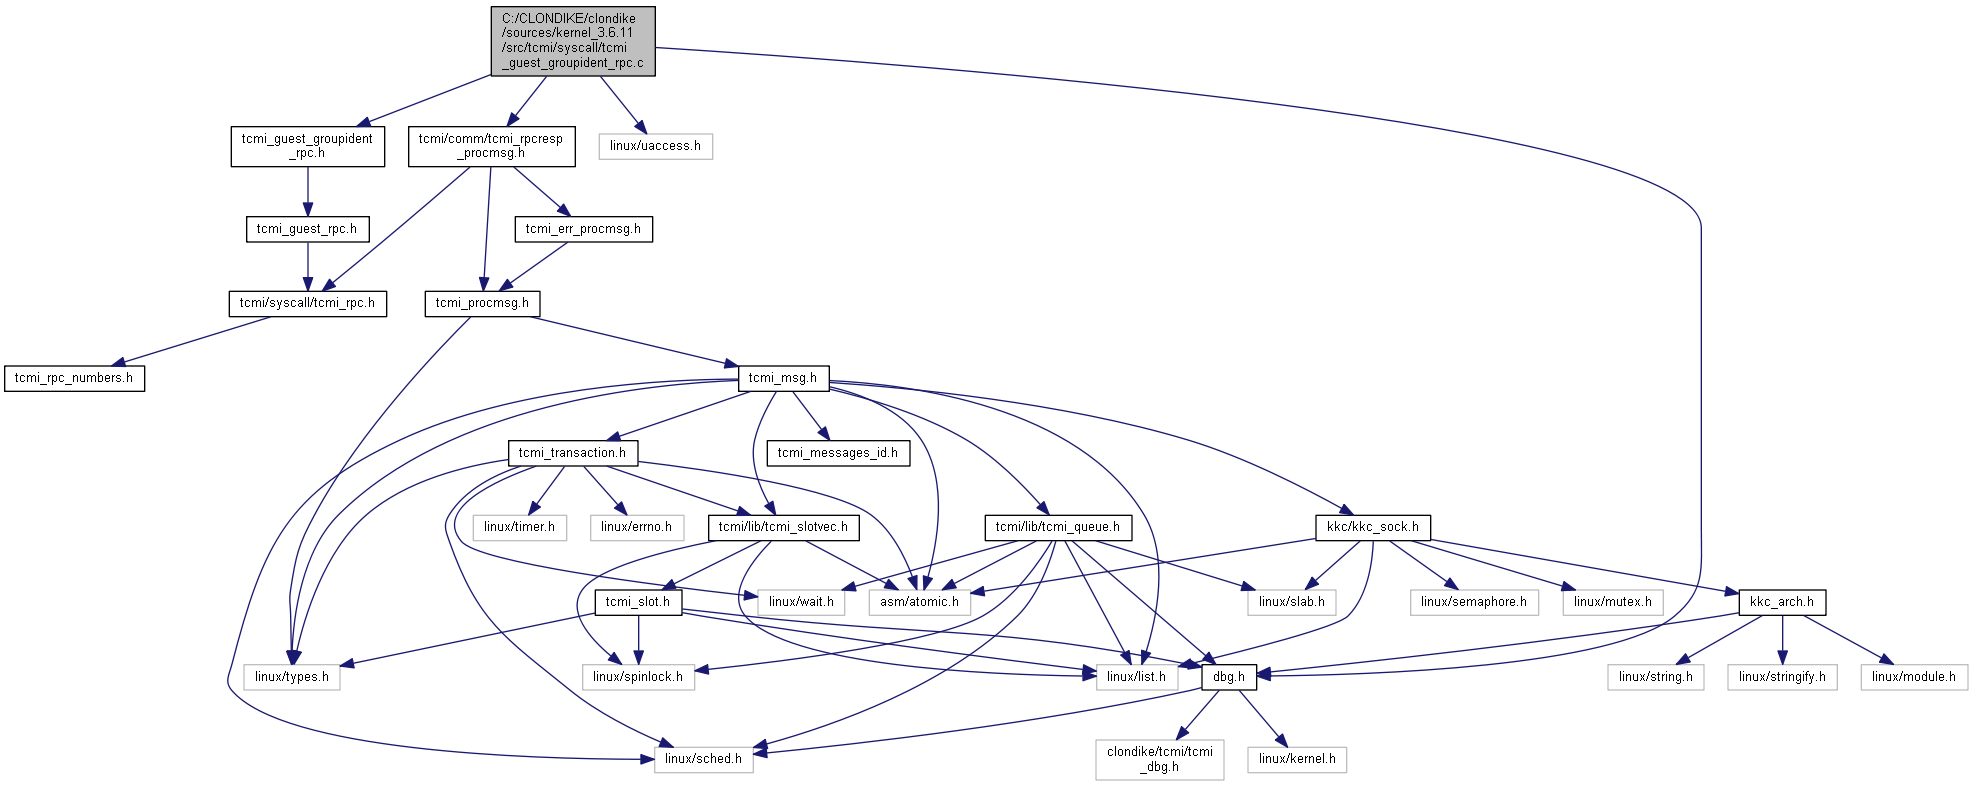 C:/CLONDIKE/clondike
/sources/kernel_3.6.11
/src/tcmi/syscall/tcmi
_guest_groupident_rpc.c
tcmi_guest_groupident
_rpc.h
tcmi/comm/tcmi_rpcresp
_procmsg.h
linux/uaccess.h
tcmi_guest_rpc.h
tcmi_err_procmsg.h
tcmi/syscall/tcmi_rpc.h
tcmi_procmsg.h
tcmi_rpc_numbers.h
tcmi_msg.h
tcmi_transaction.h
tcmi_messages_id.h
linux/timer.h
linux/errno.h
tcmi/lib/tcmi_slotvec.h
tcmi/lib/tcmi_queue.h
kkc/kkc_sock.h
tcmi_slot.h
linux/wait.h
asm/atomic.h
linux/slab.h
linux/semaphore.h
linux/mutex.h
kkc_arch.h
linux/types.h
linux/spinlock.h
linux/list.h
dbg.h
linux/string.h
linux/stringify.h
linux/module.h
linux/sched.h
clondike/tcmi/tcmi
_dbg.h
linux/kernel.h